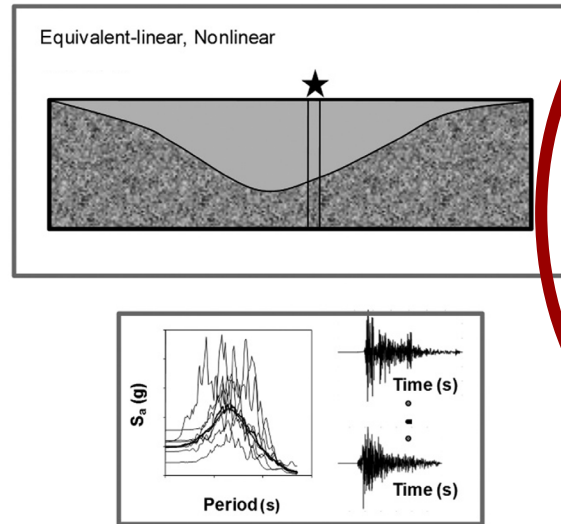 Equivalent-linear, Nonlinear
Sa (g)
Period (s)
Time (s)
Time (s)